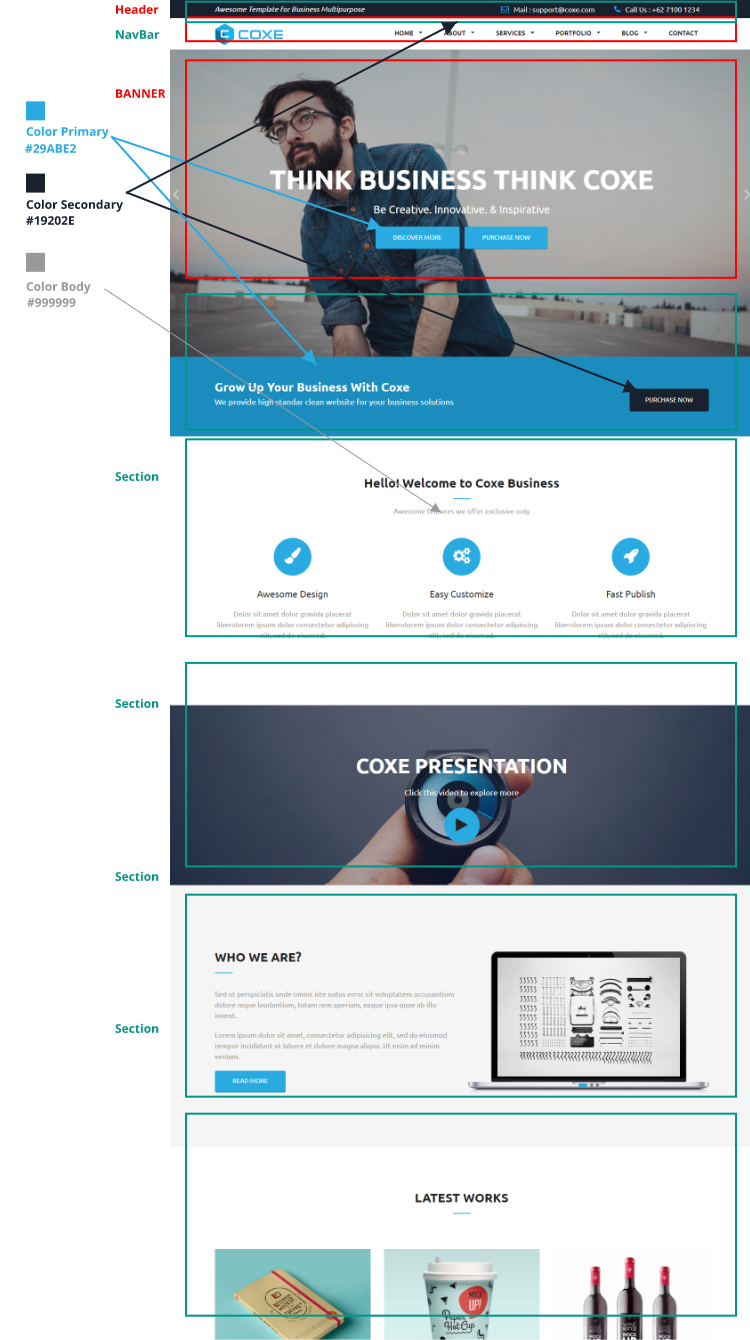 Header
Awesome Template for Business Multipurpose
Mail : support@coxe.com
Call Us : +62 7100 1234
NavBar
COXE
HOME
ABOUT
SERVICES
PORTFOLIO
BLOG
CONTACT
BANNER
Color Primary
#29ABE2
Color Secondary
#19202E
Color Body
#999999
THINK BUSINESS THINK COXE
Be Creative. Innovative. & Inspirative
DISCOVER MORE
PURCHASE NOW
Grow Up Your Business With Coxe
We provide high standar clean website for your business solutions
PURCHASE NOW
Section
Hello! Welcome to Coxe Business
Awesome features we offer exclusive only
Awesome Design
Easy Customize
Fast Publish
Dolor sit amet dolor gravida placerat
liberolorem ipsum dolor consectetur adipiscing
elit, sed do eiusmod.
Dolor sit amet dolor gravida placerat
liberolorem ipsum dolor consectetur adipiscing
elit, sed do eiusmod.
Dolor sit amet dolor gravida placerat
liberolorem ipsum dolor consectetur adipiscing
elit, sed do eiusmod.
Section
COXE PRESENTATION
Click this video to explore more
Section
WHO WE ARE?
Sed ut perspiciatis unde omnis iste natus error sit voluptatem accusantium
dolore mque laudantium, totam rem aperiam, eaque ipsa quae ab illo
invent.
Section
Lorem ipsum dolor sit amet, consectetur adipisicing elit, sed do eiusmod
tempor incididunt ut labore et dolore magna aliqua. Ut enim ad minim
veniam.
READ MORE
LATEST WORKS
MOCK
UP!
Paper
Hot Cup
MOCK
UP